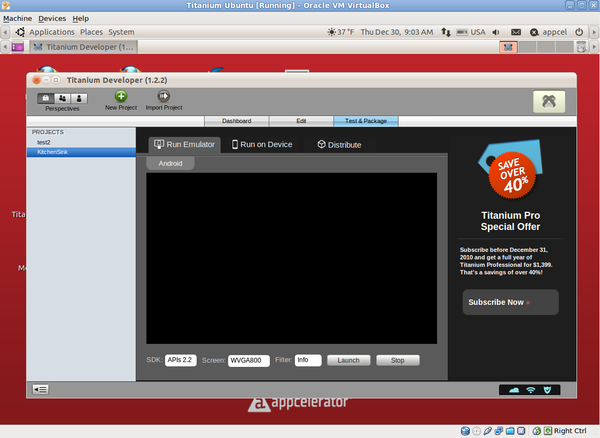 Titanium Ubuntu [Running] - Oracle VM VirtualBox
Machine Devices Help
Applications Places System 37 °F Thu Dec 30, 9:03 AM USA appcel
Titanium Developer (1....
Titanium Developer (1.2.2)
Perspectives New Project Import Project
Dashboard Edit Test & Package
PROJECTS
test2
KitchenSink
Run Emulator Run on Device Distribute
Android
SAVE
OVER
40%
Titanium Pro
Special Offer
Subscribe before December 31,
2010 and get a full year of
Titanium Professional for $1,399.
That's a savings of over 40%!
Subscribe Now »
Tita
Mo
SDK: APIs 2.2 Screen: WVGA800 Filter: Info Launch Stop
appcelerator
Right Ctrl